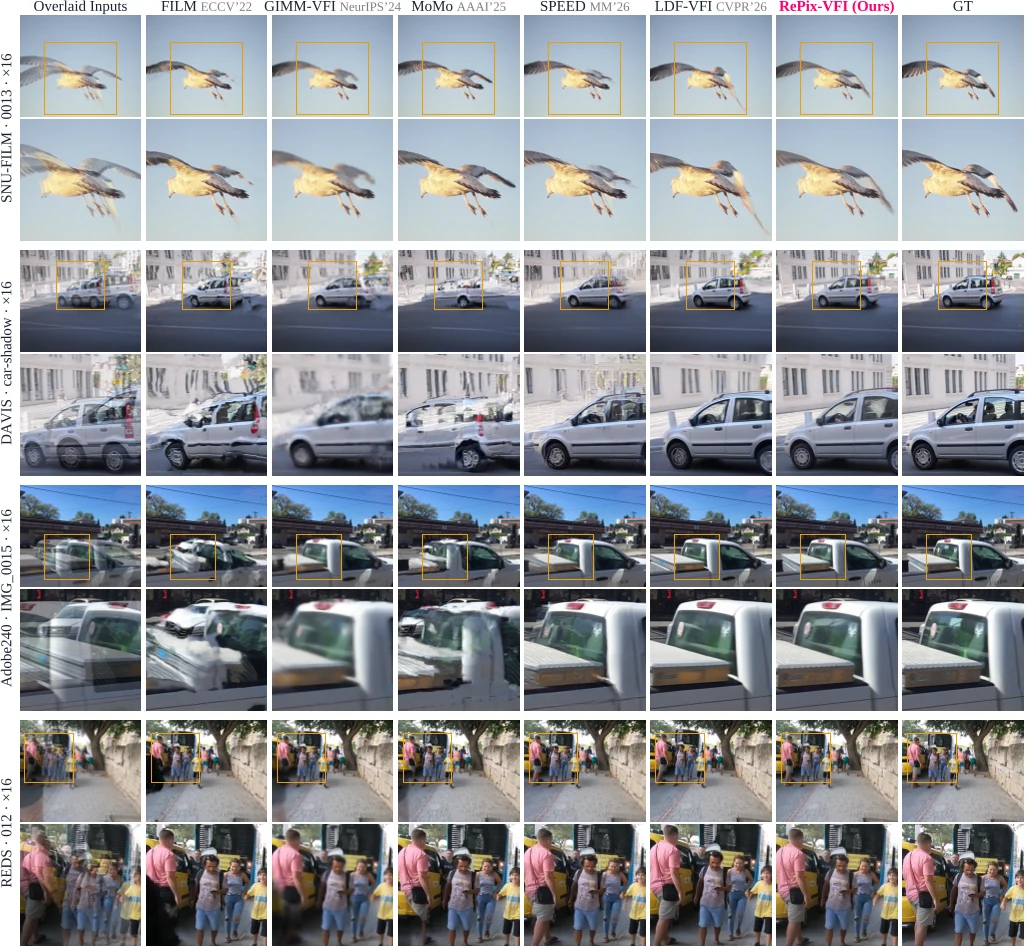 Overlaid Inputs FILM ECCV'22 GIMM-VFI NeurIPS'24 MoMo AAAI'25 SPEED MM'26 LDF-VFI CVPR'26 RePix-VFI (Ours) GT
SNU-FILM · 0013 · ×16
DAVIS · car-shadow · ×16
Adobe240 · IMG_0015 · ×16
REDS · 012 · ×16